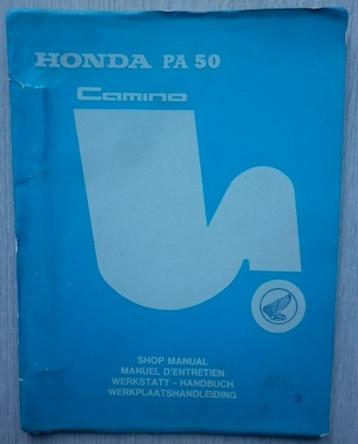 HONDA PA 50
Camino
SHOP MANUAL
MANUEL D'ENTRETIEN
WERKSTATT - HANDBUCH
WERKPLAATSHANDLEIDING